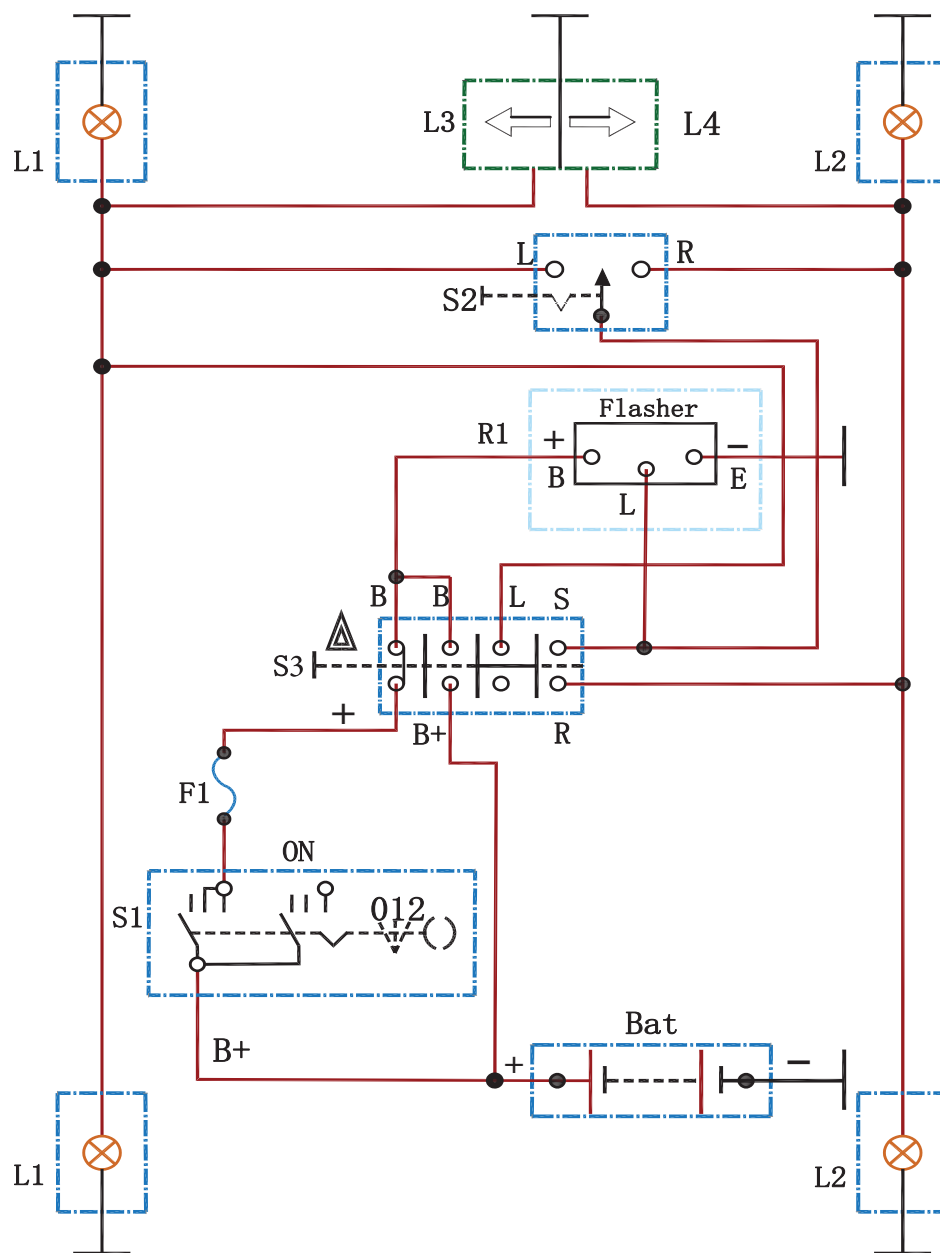 L3
L4
L1
L2
L
R
S2
Flasher
R1
+
−
B
E
L
B
B
L
S
S3
+
B+
R
F1
ON
S1
012
Bat
B+
+
−
L1
L2